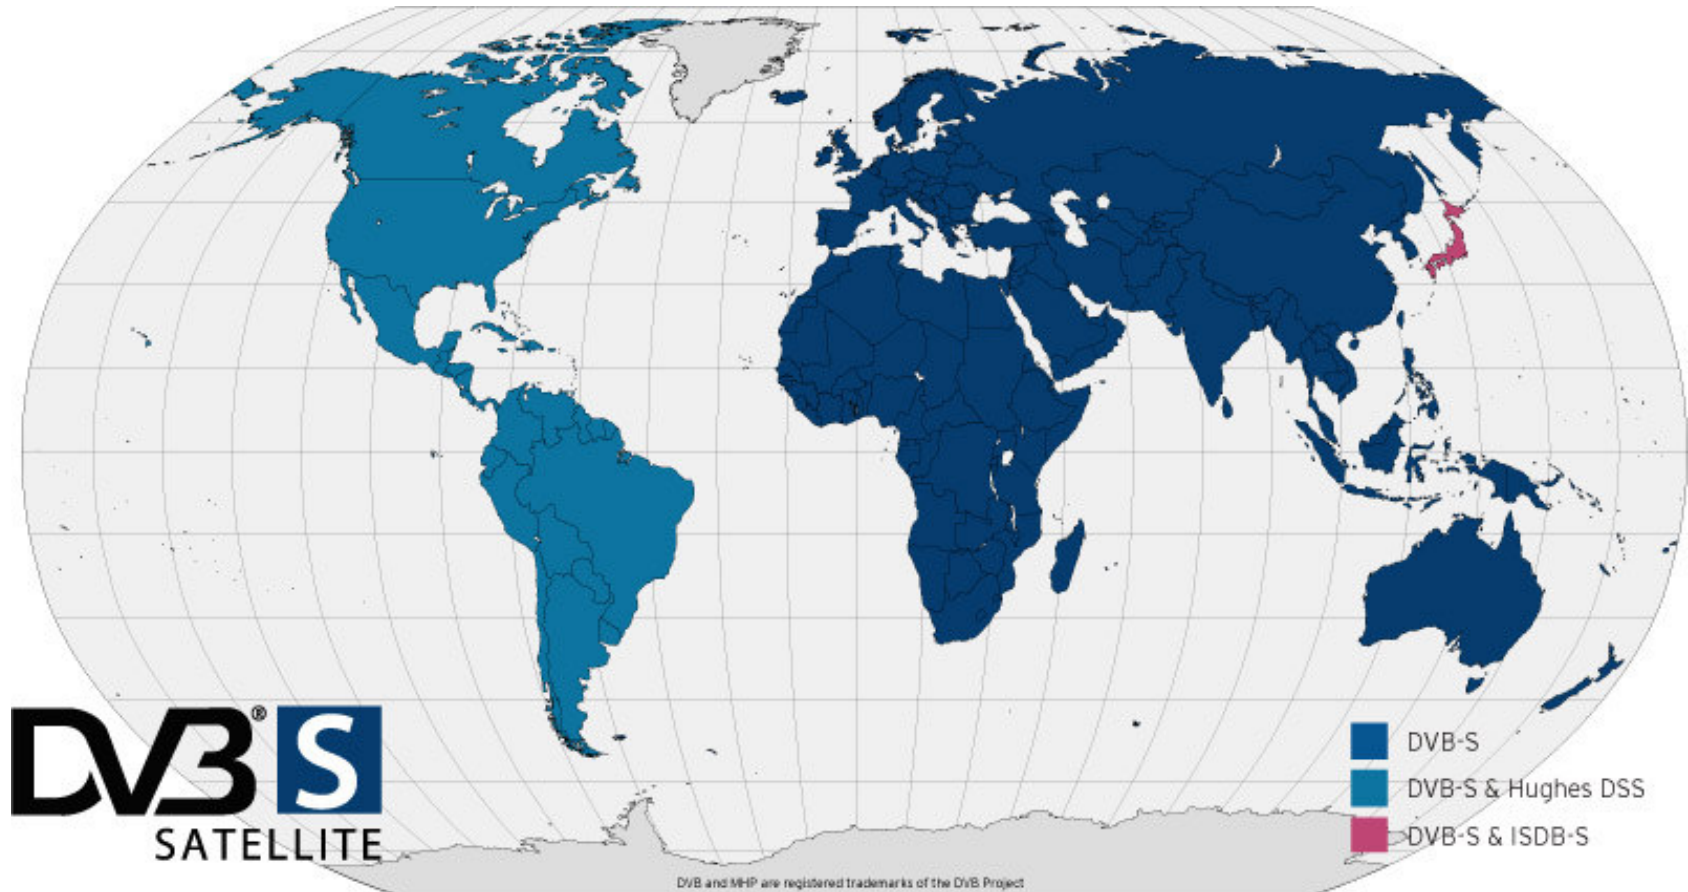 DVB® S
SATELLITE
DVB-S
DVB-S & Hughes DSS
DVB-S & ISDB-S
DVB and MHP are registered trademarks of the DVB Project